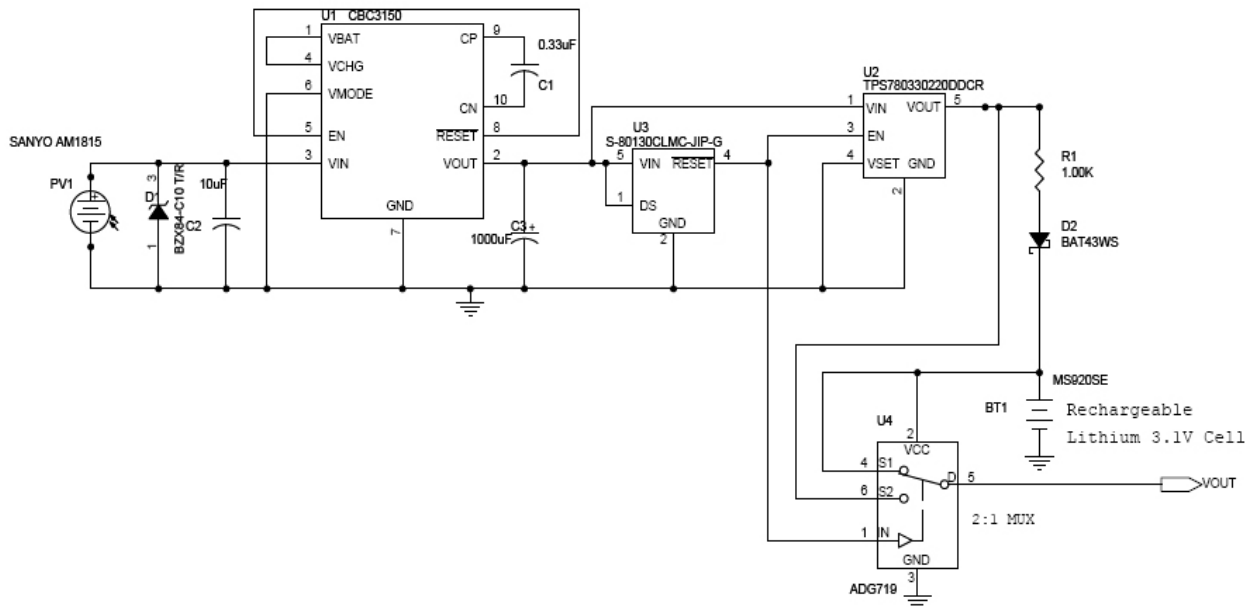 U1 CBC3150
1 VBAT
CP 9
0.33uF
C1
4 VCHG
6 VMODE
CN
10
5 EN
RESET 8
3 VIN
VOUT 2
GND
7
SANYO AM1815
PV1
+
3
D1
1
BZX84-C10 T/R
10uF
C2
C3 +
1000uF
U3
S-80130CLMC-JIP-G
5 VIN RESET 4
1 DS
GND
2
U2
TPS780330220DDCR
1 VIN VOUT 5
3 EN
4 VSET GND
2
R1
1.00K
D2
BAT43WS
MS920SE
BT1
Rechargeable
Lithium 3.1V Cell
U4
2
VCC
4 S1
D 5
VOUT
6 S2
2:1 MUX
1 IN
GND
3
ADG719